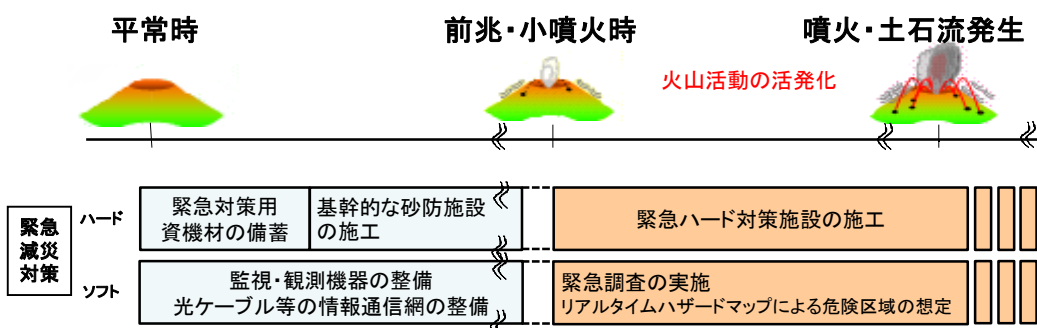 平常時
前兆・小噴火時
噴火・土石流発生
火山活動の活発化
緊急
減災
対策
ハード
緊急対策用
資機材の備蓄
基幹的な砂防施設
の施工
緊急ハード対策施設の施工
ソフト
監視・観測機器の整備
光ケーブル等の情報通信網の整備
緊急調査の実施
リアルタイムハザードマップによる危険区域の想定